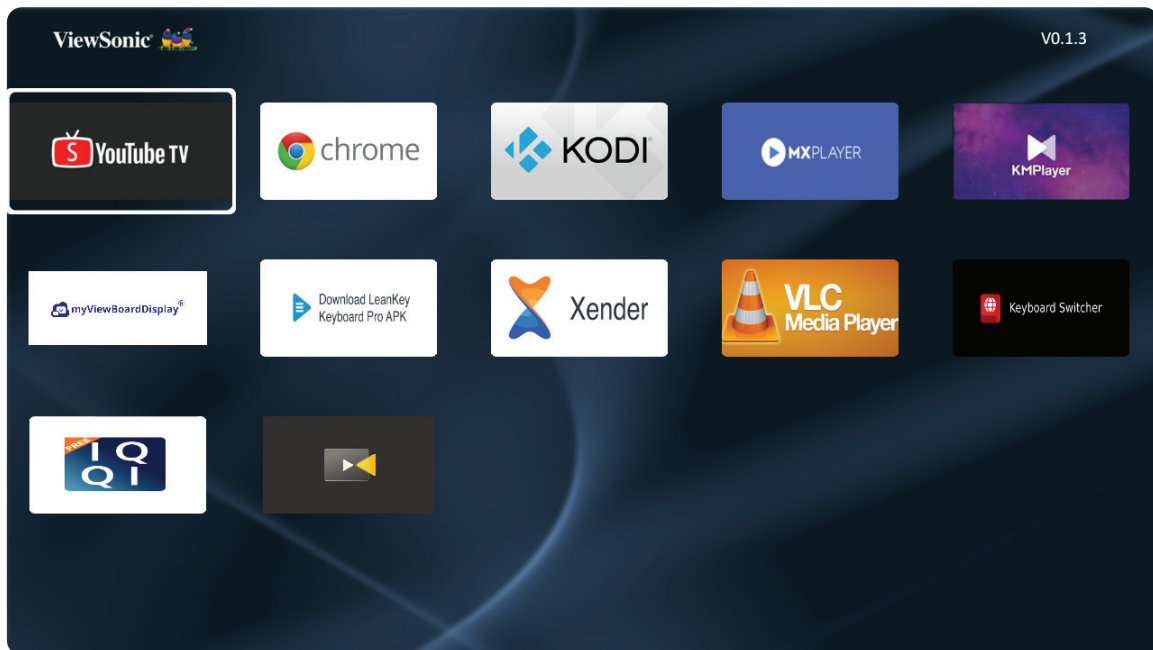 ViewSonic®
V0.1.3
S YouTube TV
chrome
KODI
MXPLAYER
KMPlayer
myViewBoardDisplay®
Download LeanKey
Keyboard Pro APK
Xender
VLC
Media Player
Keyboard Switcher
FREE
IQ
QI